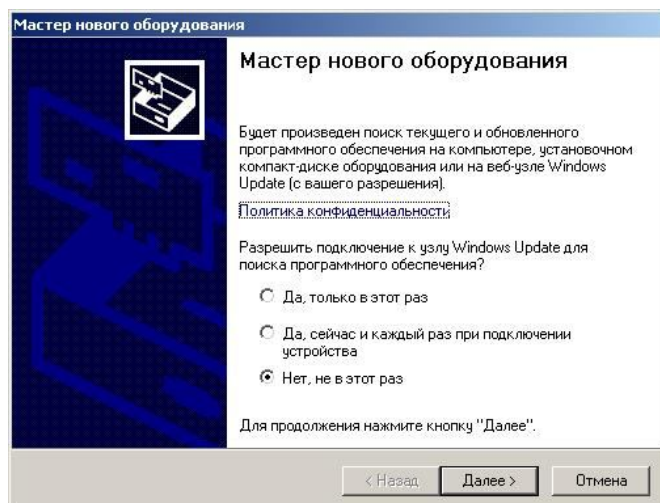 Мастер нового оборудования
Мастер нового оборудования
Будет произведен поиск текущего и обновленного
программного обеспечения на компьютере, установочном
компакт-диске оборудования или на веб-узле Windows
Update (с вашего разрешения).
Политика конфиденциальности
Разрешить подключение к узлу Windows Update для
поиска программного обеспечения?
Да, только в этот раз
Да, сейчас и каждый раз при подключении
устройства
Нет, не в этот раз
Для продолжения нажмите кнопку "Далее".
< Назад
Далее >
Отмена